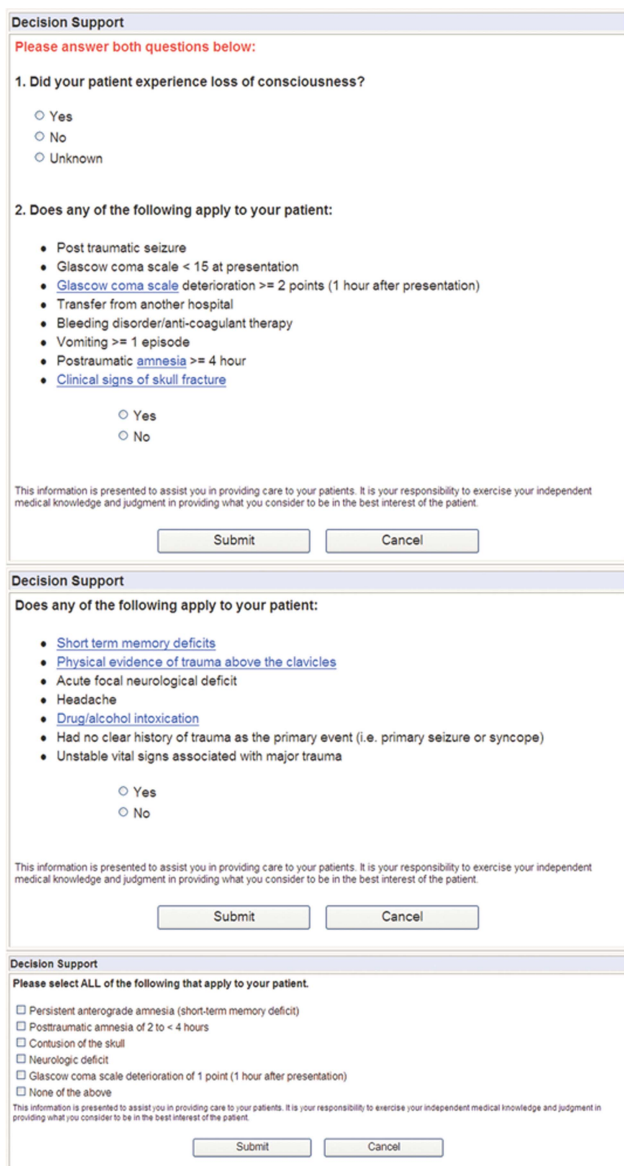 Decision Support
Please answer both questions below:
1. Did your patient experience loss of consciousness?
Yes
No
Unknown
2. Does any of the following apply to your patient:
Post traumatic seizure
Glascow coma scale < 15 at presentation
Glascow coma scale deterioration >= 2 points (1 hour after presentation)
Transfer from another hospital
Bleeding disorder/anti-coagulant therapy
Vomiting >= 1 episode
Postraumatic amnesia >= 4 hour
Clinical signs of skull fracture
Yes
No
This information is presented to assist you in providing care to your patients. It is your responsibility to exercise your independent
medical knowledge and judgment in providing what you consider to be in the best interest of the patient.
Submit Cancel
Decision Support
Does any of the following apply to your patient:
Short term memory deficits
Physical evidence of trauma above the clavicles
Acute focal neurological deficit
Headache
Drug/alcohol intoxication
Had no clear history of trauma as the primary event (i.e. primary seizure or syncope)
Unstable vital signs associated with major trauma
Yes
No
This information is presented to assist you in providing care to your patients. It is your responsibility to exercise your independent
medical knowledge and judgment in providing what you consider to be in the best interest of the patient.
Submit Cancel
Decision Support
Please select ALL of the following that apply to your patient.
Persistent anterograde amnesia (short-term memory deficit)
Posttraumatic amnesia of 2 to < 4 hours
Contusion of the skull
Neurologic deficit
Glascow coma scale deterioration of 1 point (1 hour after presentation)
None of the above
This information is presented to assist you in providing care to your patients. It is your responsibility to exercise your independent medical knowledge and judgment in
providing what you consider to be in the best interest of the patient.
Submit Cancel